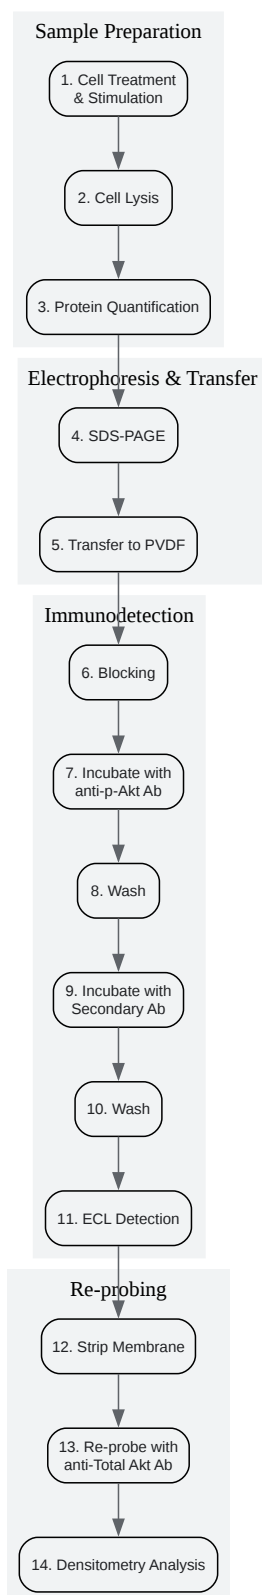 Sample Preparation
1. Cell Treatment
& Stimulation
2. Cell Lysis
3. Protein Quantification
Electrophoresis & Transfer
4. SDS-PAGE
5. Transfer to PVDF
Immunodetection
6. Blocking
7. Incubate with
anti-p-Akt Ab
8. Wash
9. Incubate with
Secondary Ab
10. Wash
11. ECL Detection
Re-probing
12. Strip Membrane
13. Re-probe with
anti-Total Akt Ab
14. Densitometry Analysis